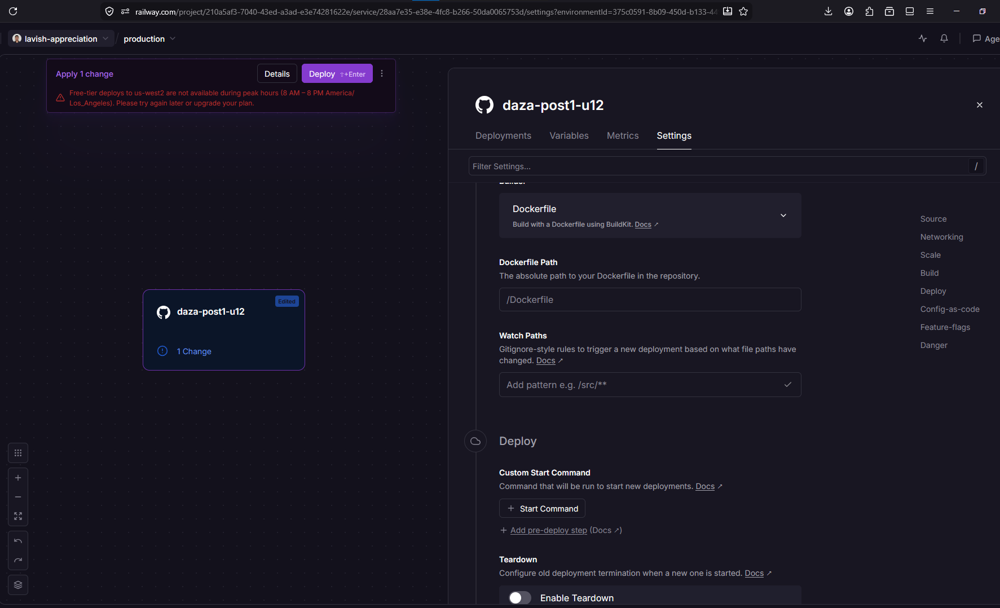 railway.com/project/210a5af3-7040-43ed-a3ad-e3e74281622e/service/28aa7e35-e38e-4fc8-b266-50da0065753d/settings?environmentId=375c0591-8b09-450d-b133-44
lavish-appreciation / production
Age
Apply 1 change
Details
Deploy ⇧+Enter
Free-tier deploys to us-west2 are not available during peak hours (8 AM – 8 PM America/
Los_Angeles). Please try again later or upgrade your plan.
Edited
daza-post1-u12
1 Change
daza-post1-u12
Deployments Variables Metrics Settings
Filter Settings... /
Builder
Dockerfile
Build with a Dockerfile using BuildKit. Docs ↗
Dockerfile Path
The absolute path to your Dockerfile in the repository.
/Dockerfile
Watch Paths
Gitignore-style rules to trigger a new deployment based on what file paths have
changed. Docs ↗
Add pattern e.g. /src/**
Deploy
Custom Start Command
Command that will be run to start new deployments. Docs ↗
+ Start Command
+ Add pre-deploy step (Docs ↗)
Teardown
Configure old deployment termination when a new one is started. Docs ↗
Enable Teardown
Source
Networking
Scale
Build
Deploy
Config-as-code
Feature-flags
Danger